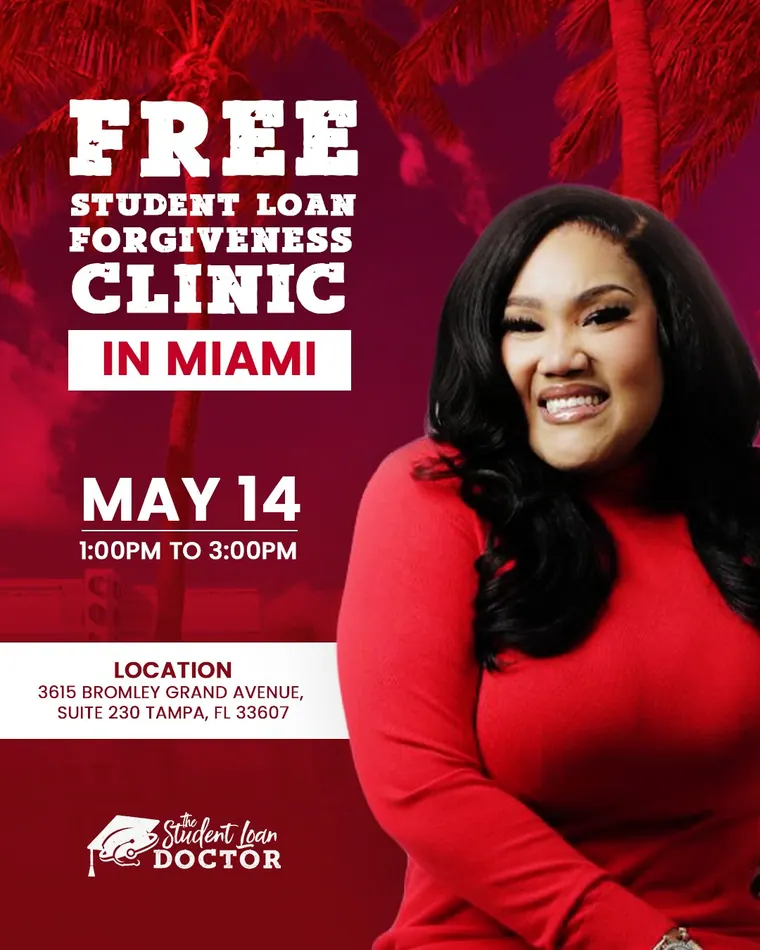 FREE
STUDENT LOAN
FORGIVENESS
CLINIC
IN MIAMI
MAY 14
1:00PM TO 3:00PM
LOCATION
3615 BROMLEY GRAND AVENUE,
SUITE 230 TAMPA, FL 33607
the
Student Loan
DOCTOR